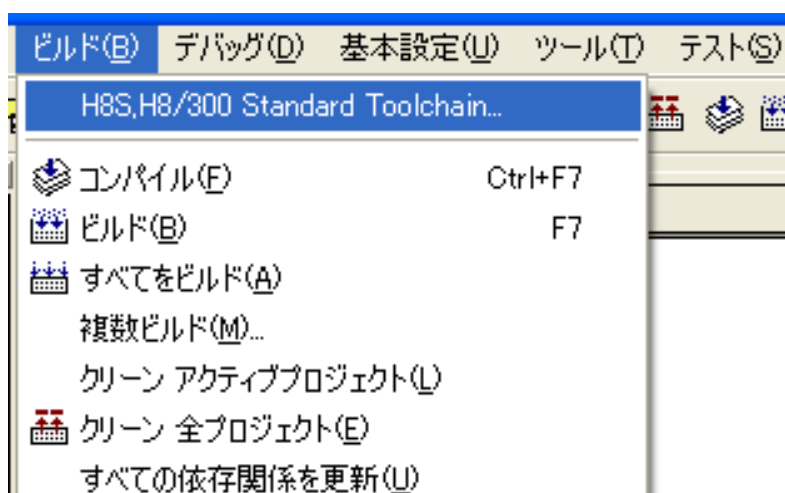 ビルド(B) デバッグ(D) 基本設定(U) ツール(T) テスト(S)
H8S,H8/300 Standard Toolchain...
コンパイル(F) Ctrl+F7
ビルド(B) F7
すべてをビルド(A)
複数ビルド(M)...
クリーン アクティブプロジェクト(L)
クリーン 全プロジェクト(E)
すべての依存関係を更新(U)